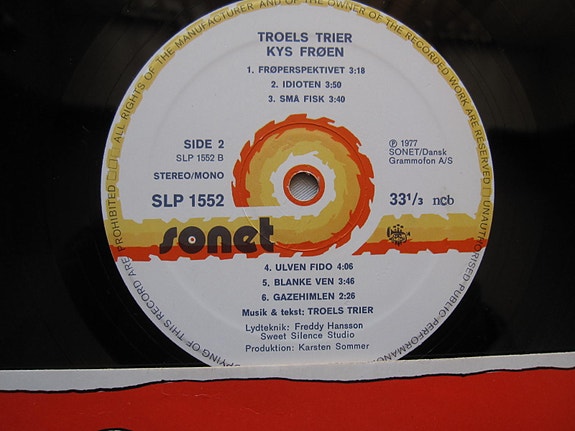 ALL RIGHTS OF THE MANUFACTURER AND OF THE OWNER OF THE RECORDED WORK ARE RESERVED
UNAUTHORISED PUBLIC PERFORMANCE
COPYING OF THIS RECORD ARE PROHIBITED
TROELS TRIER
KYS FRØEN
1. FRØPERSPEKTIVET 3:18
2. IDIOTEN 3:50
3. SMÅ FISK 3:40
SIDE 2
SLP 1552 B
STEREO/MONO
SLP 1552
℗ 1977
SONET/Dansk
Grammofon A/S
33 1/3 ncb
sonet
4. ULVEN FIDO 4:06
5. BLANKE VEN 3:46
6. GAZEHIMLEN 2:26
Musik & tekst: TROELS TRIER
Lydteknik: Freddy Hansson
Sweet Silence Studio
Produktion: Karsten Sommer